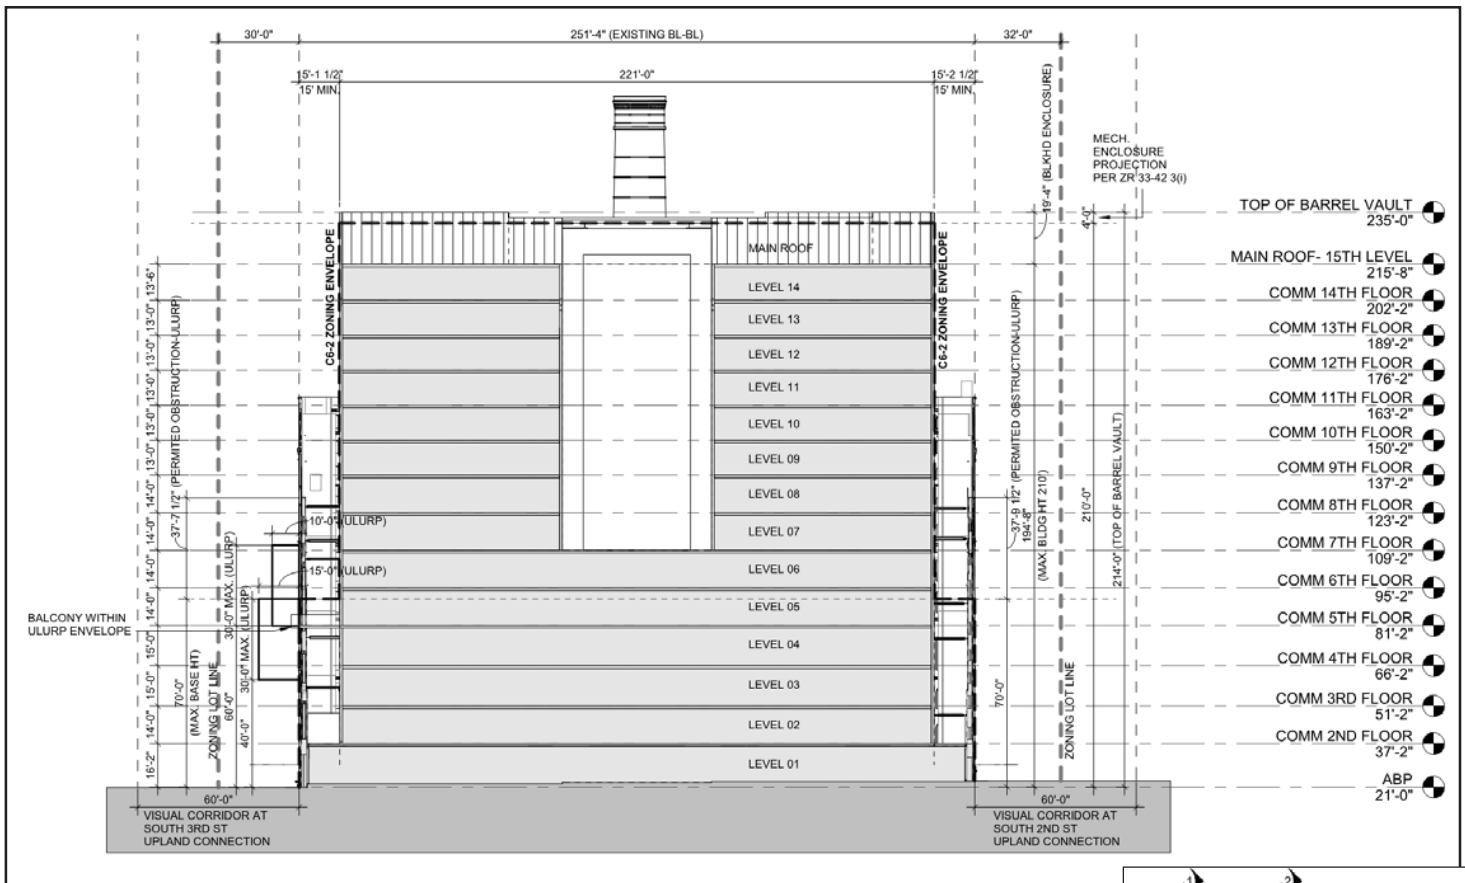 30'-0"
251'-4" (EXISTING BL-BL)
32'-0"
15'-1 1/2"
15' MIN.
221'-0"
15'-2 1/2"
15' MIN.
19'-4" (BLKHD ENCLOSURE)
MECH.
ENCLOSURE
PROJECTION
PER ZR 33-42 3(i)
4'-0"
TOP OF BARREL VAULT
235'-0"
MAIN ROOF- 15TH LEVEL
215'-8"
COMM 14TH FLOOR
202'-2"
COMM 13TH FLOOR
189'-2"
COMM 12TH FLOOR
176'-2"
COMM 11TH FLOOR
163'-2"
COMM 10TH FLOOR
150'-2"
COMM 9TH FLOOR
137'-2"
COMM 8TH FLOOR
123'-2"
COMM 7TH FLOOR
109'-2"
COMM 6TH FLOOR
95'-2"
COMM 5TH FLOOR
81'-2"
COMM 4TH FLOOR
66'-2"
COMM 3RD FLOOR
51'-2"
COMM 2ND FLOOR
37'-2"
ABP
21'-0"
C6-2 ZONING ENVELOPE
C6-2 ZONING ENVELOPE
MAIN ROOF
LEVEL 14
LEVEL 13
LEVEL 12
LEVEL 11
LEVEL 10
LEVEL 09
LEVEL 08
LEVEL 07
LEVEL 06
LEVEL 05
LEVEL 04
LEVEL 03
LEVEL 02
LEVEL 01
13'-6"
13'-0"
13'-0"
13'-0"
13'-0"
13'-0"
14'-0"
14'-0"
14'-0"
14'-0"
15'-0"
15'-0"
14'-0"
16'-2"
37'-7 1/2" (PERMITED OBSTRUCTION-ULURP)
10'-0" (ULURP)
15'-0" (ULURP)
30'-0" MAX. (ULURP)
30'-0" MAX. (ULURP)
BALCONY WITHIN
ULURP ENVELOPE
70'-0"
(MAX. BASE HT)
ZONING LOT LINE
60'-0"
40'-0"
37'-9 1/2" (PERMITED OBSTRUCTION-ULURP)
194'-8"
(MAX. BLDG HT 210')
210'-0"
214'-0" (TOP OF BARREL VAULT)
70'-0"
ZONING LOT LINE
60'-0"
VISUAL CORRIDOR AT
SOUTH 3RD ST
UPLAND CONNECTION
60'-0"
VISUAL CORRIDOR AT
SOUTH 2ND ST
UPLAND CONNECTION
1
2